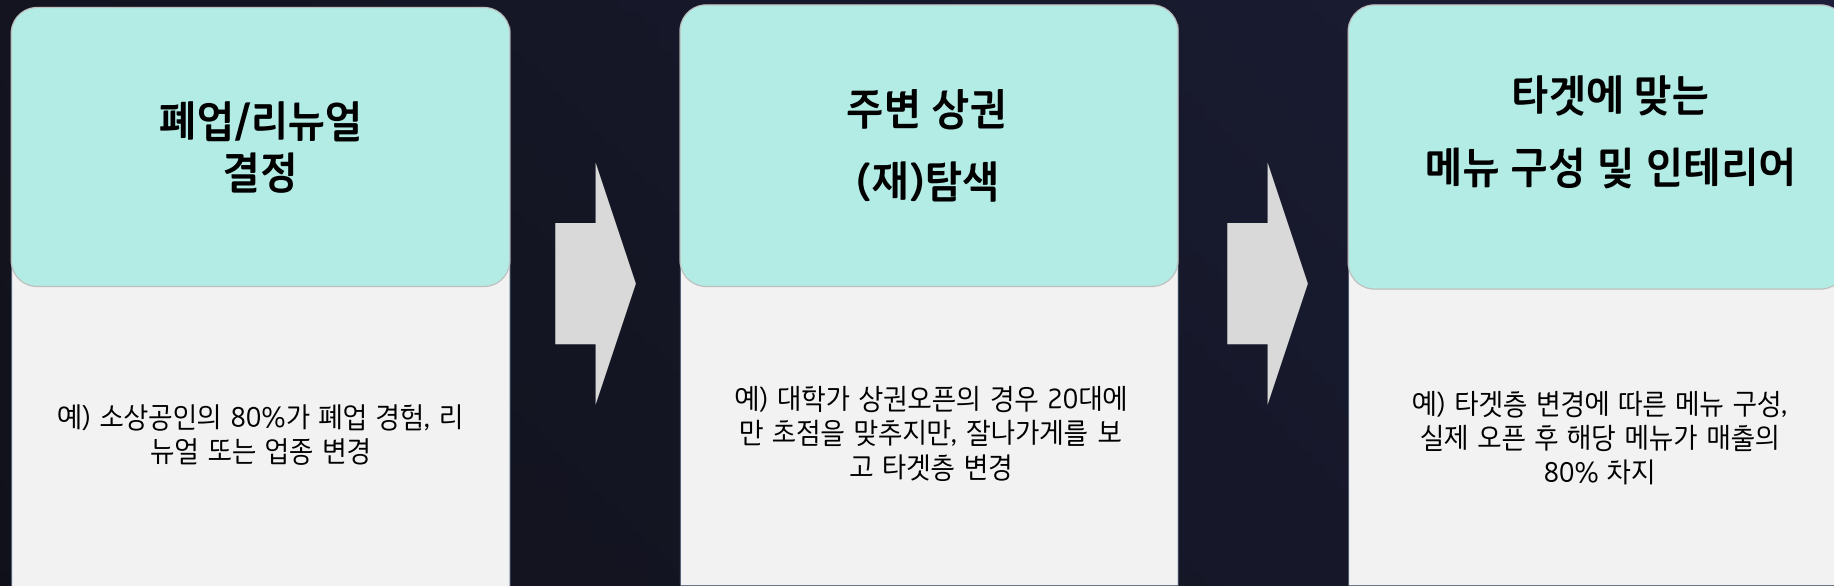 폐업/리뉴얼
결정
예) 소상공인의 80%가 폐업 경험, 리
뉴얼 또는 업종 변경
주변 상권
(재)탐색
예) 대학가 상권오픈의 경우 20대에
만 초점을 맞추지만, 잘나가게를 보
고 타겟층 변경
타겟에 맞는
메뉴 구성 및 인테리어
예) 타겟층 변경에 따른 메뉴 구성,
실제 오픈 후 해당 메뉴가 매출의
80% 차지